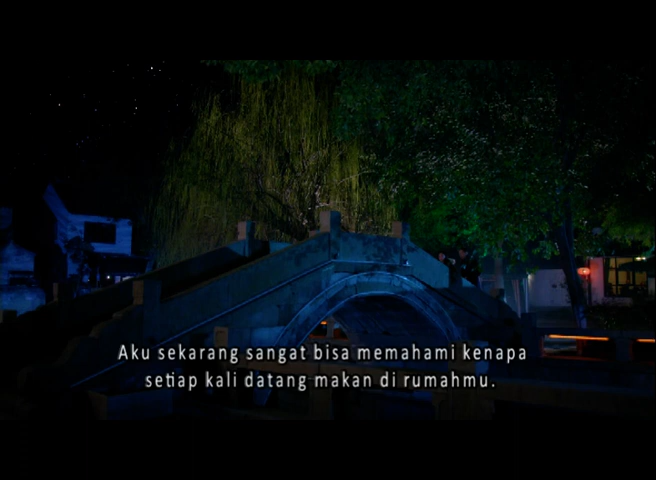 Aku sekarang sangat bisa memahami kenapa
setiap kali datang makan di rumahmu.